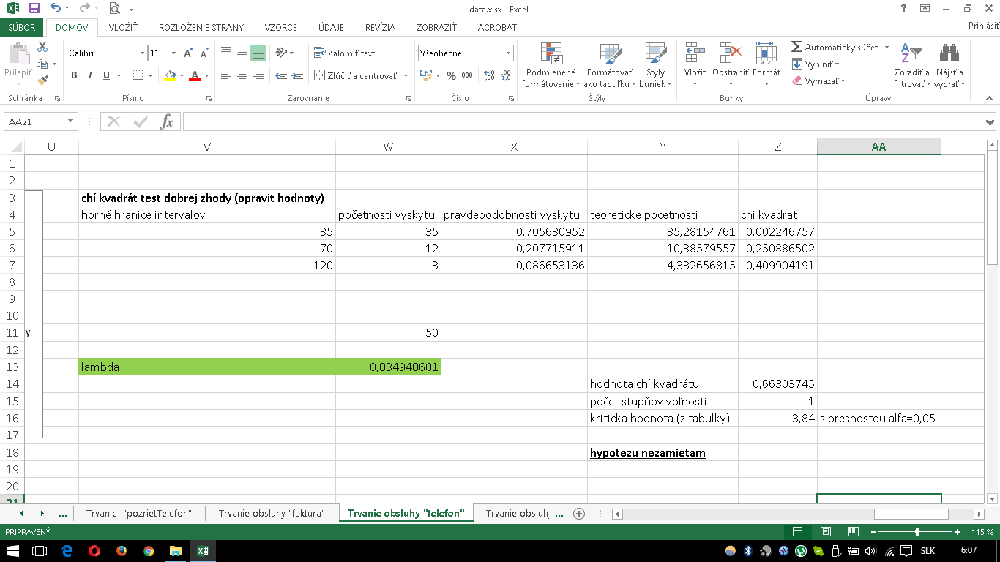 data.xlsx - Excel
SÚBOR DOMOV VLOŽIŤ ROZLOŽENIE STRANY VZORCE ÚDAJE REVÍZIA ZOBRAZIŤ ACROBAT Prihlásiť
Prilepiť
Calibri 11
Zalomiť text
Zlúčiť a centrovať
Všeobecné
% 000
Podmienené formátovanie
Formátovať ako tabuľku
Štýly buniek
Vložiť Odstrániť Formát
Automatický súčet
Vyplniť
Vymazať
Zoradiť a filtrovať
Nájsť a vybrať
Schránka Písmo Zarovnanie Číslo Štýly Bunky Úpravy
AA21
U V W X Y Z AA
1
2
3 chí kvadrát test dobrej zhody (opravit hodnoty)
4 horné hranice intervalov početnosti vyskytu pravdepodobnosti vyskytu teoreticke pocetnosti chi kvadrat
5 35 35 0,705630952 35,28154761 0,002246757
6 70 12 0,207715911 10,38579557 0,250886502
7 120 3 0,086653136 4,332656815 0,409904191
8
9
10
11 50
12
13 lambda 0,034940601
14 hodnota chí kvadrátu 0,66303745
15 počet stupňov voľnosti 1
16 kriticka hodnota (z tabulky) 3,84 s presnostou alfa=0,05
17
18 hypotezu nezamietam
19
20
21
... Trvanie "pozrietTelefon" Trvanie obsluhy "faktura" Trvanie obsluhy "telefon" Trvanie obsluh ...
PRIPRAVENÝ 115 %
SLK 6:07